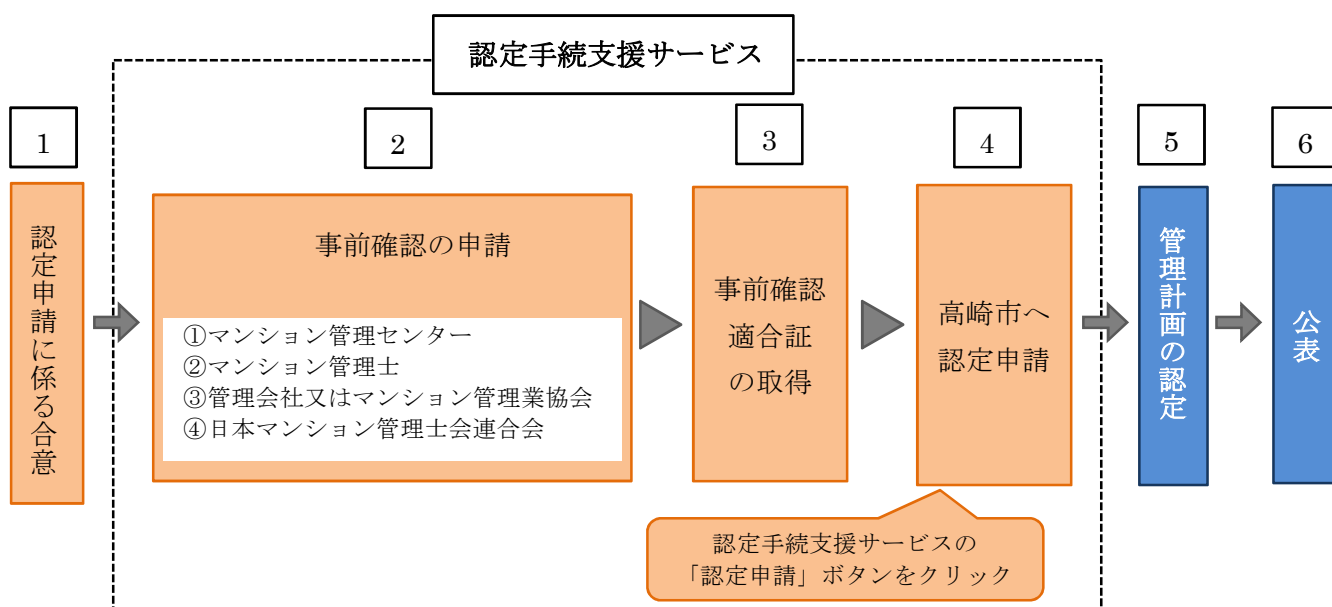 認定手続支援サービス
1
認定申請に係る合意
2
事前確認の申請
①マンション管理センター
②マンション管理士
③管理会社又はマンション管理業協会
④日本マンション管理士会連合会
3
事前確認
適合証
の取得
4
高崎市へ
認定申請
認定手続支援サービスの
「認定申請」ボタンをクリック
5
管理計画の認定
6
公表